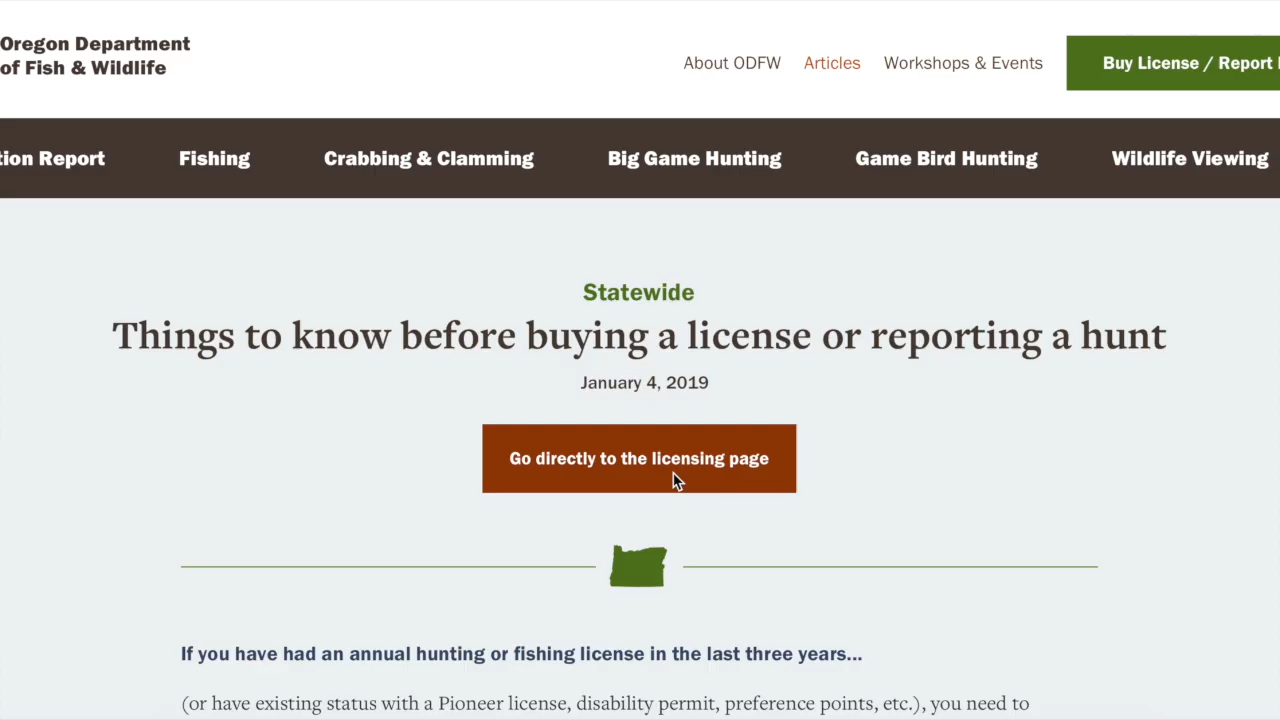 Oregon Department
of Fish & Wildlife
About ODFW Articles Workshops & Events Buy License / Report
tion Report Fishing Crabbing & Clamming Big Game Hunting Game Bird Hunting Wildlife Viewing
Statewide
Things to know before buying a license or reporting a hunt
January 4, 2019
Go directly to the licensing page
If you have had an annual hunting or fishing license in the last three years...
(or have existing status with a Pioneer license, disability permit, preference points, etc.), you need to